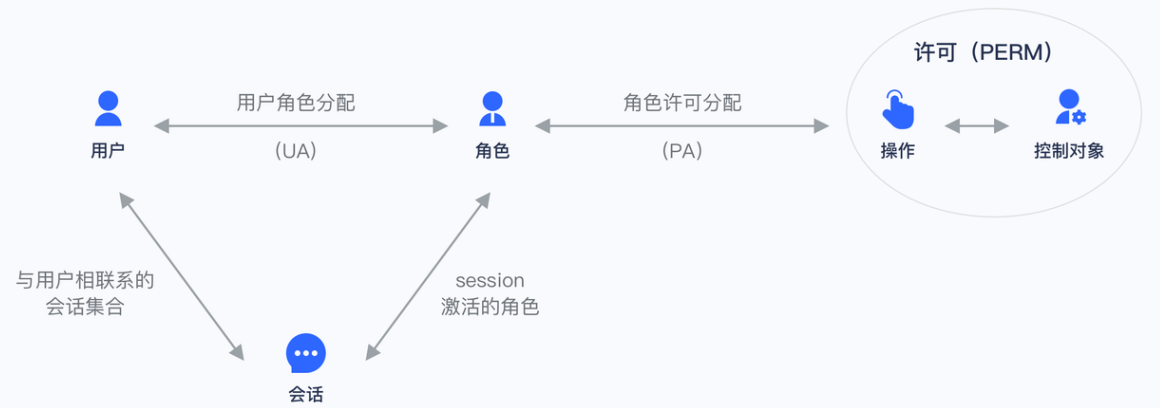 许可（PERM）
用户角色分配
（UA）
角色许可分配
（PA）
用户
角色
操作
控制对象
与用户相联系的
会话集合
session
激活的角色
会话